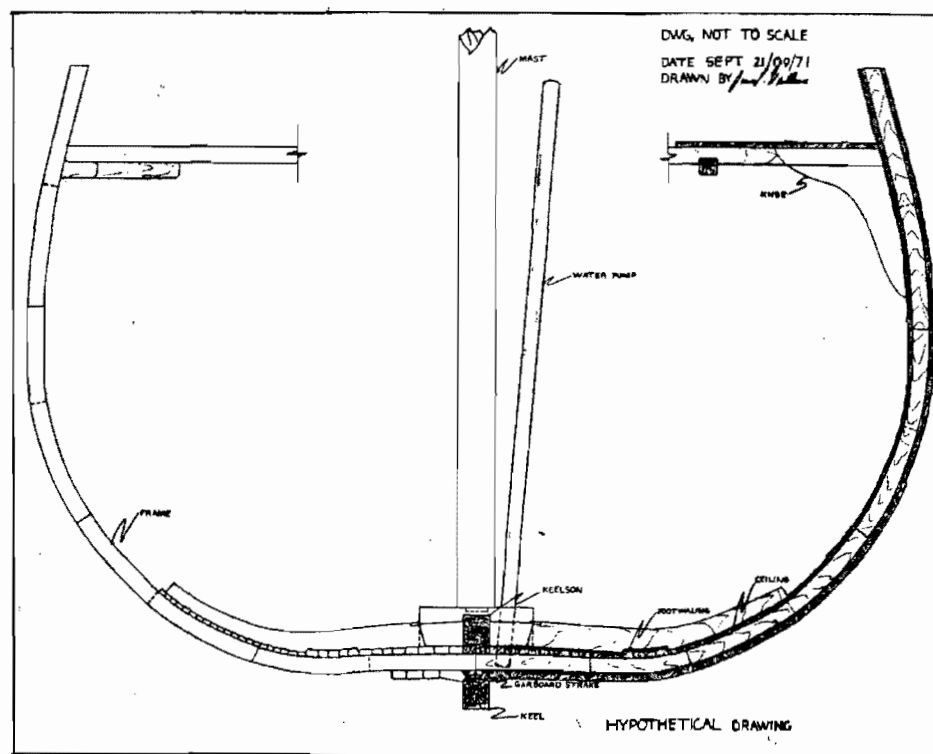 DWG, NOT TO SCALE
DATE SEPT 21/09/71
DRAWN BY
MAST
KNEE
WATER PUMP
FRAME
KEELSON
CEILING
FOOTWALING
GARBOARD STRAKE
KEEL
HYPOTHETICAL DRAWING